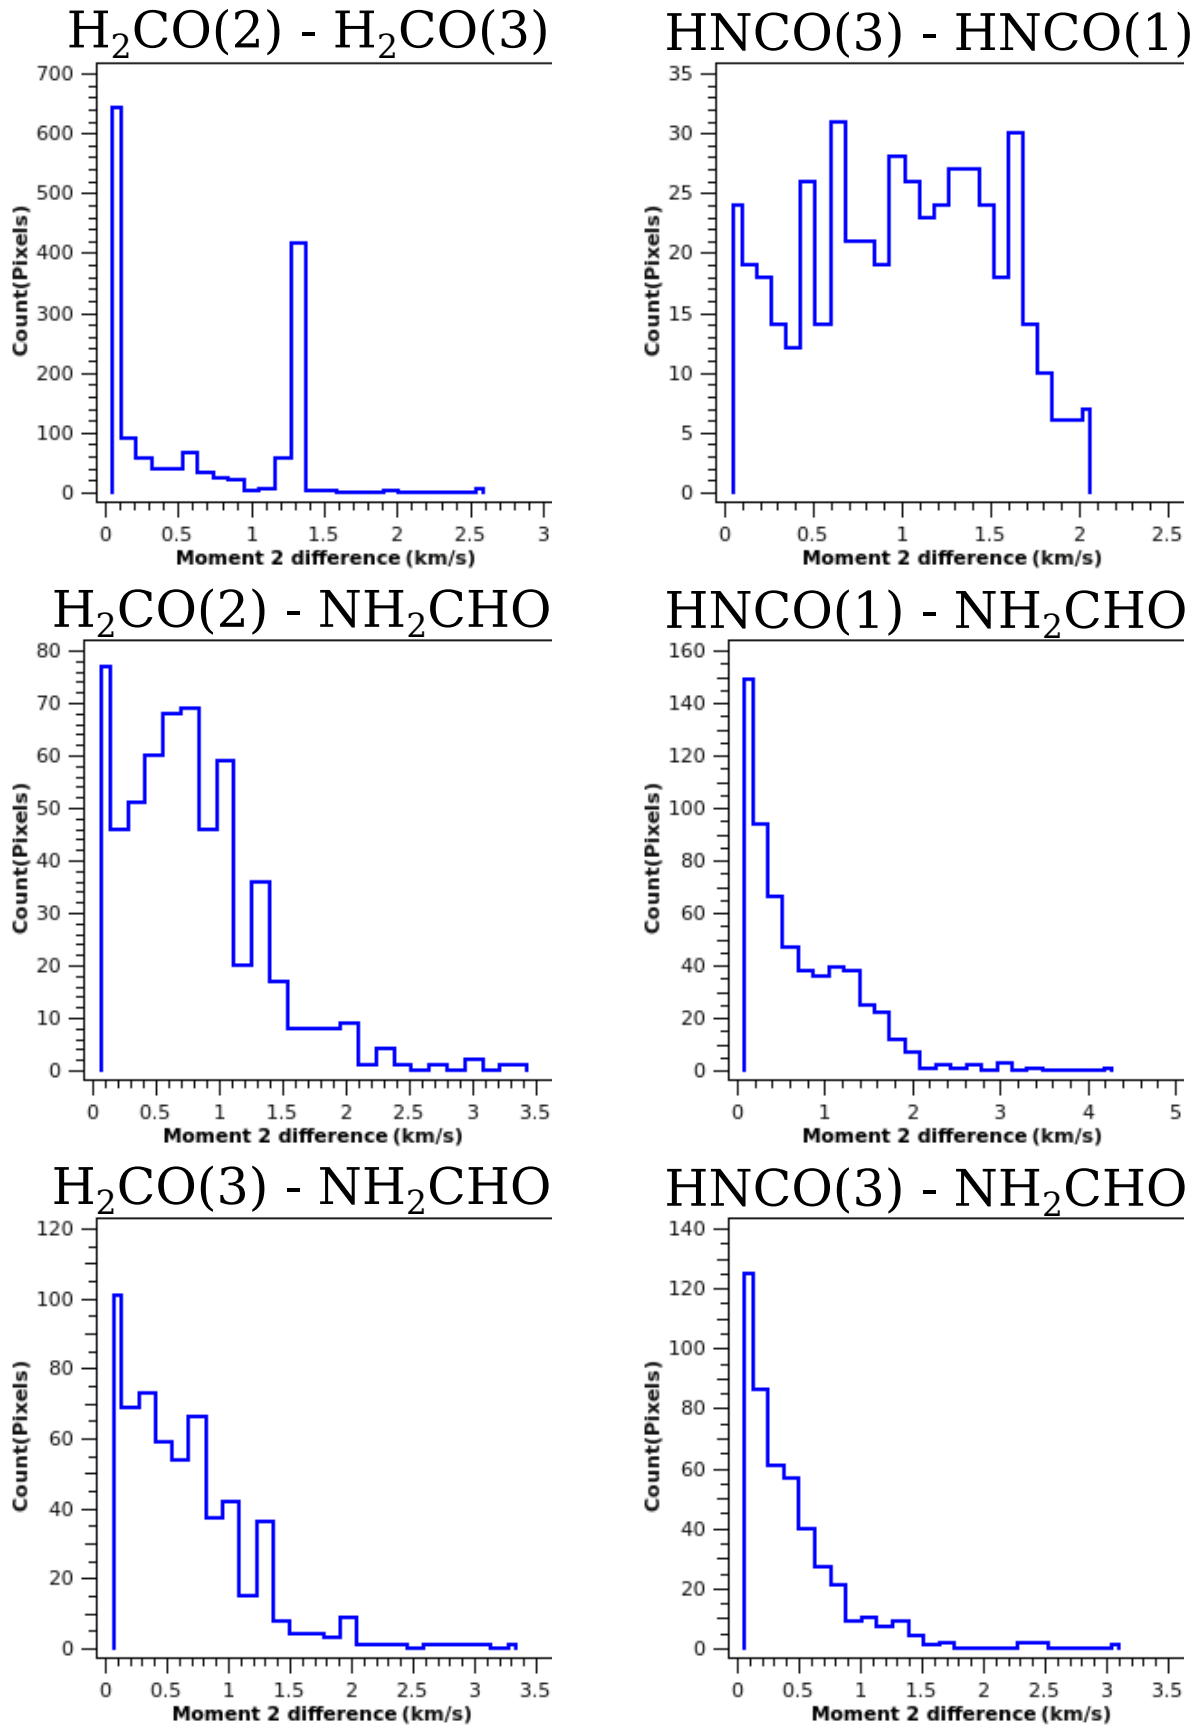 H₂CO(2) - H₂CO(3)
700
600
500
400
300
200
100
0
Count(Pixels)
0 0.5 1 1.5 2 2.5 3
Moment 2 difference (km/s)
HNCO(3) - HNCO(1)
35
30
25
20
15
10
5
0
Count(Pixels)
0 0.5 1 1.5 2 2.5
Moment 2 difference (km/s)
H₂CO(2) - NH₂CHO
80
70
60
50
40
30
20
10
0
Count(Pixels)
0 0.5 1 1.5 2 2.5 3 3.5
Moment 2 difference (km/s)
HNCO(1) - NH₂CHO
160
140
120
100
80
60
40
20
0
Count(Pixels)
0 1 2 3 4 5
Moment 2 difference (km/s)
H₂CO(3) - NH₂CHO
120
100
80
60
40
20
0
Count(Pixels)
0 0.5 1 1.5 2 2.5 3 3.5
Moment 2 difference (km/s)
HNCO(3) - NH₂CHO
140
120
100
80
60
40
20
0
Count(Pixels)
0 0.5 1 1.5 2 2.5 3 3.5
Moment 2 difference (km/s)